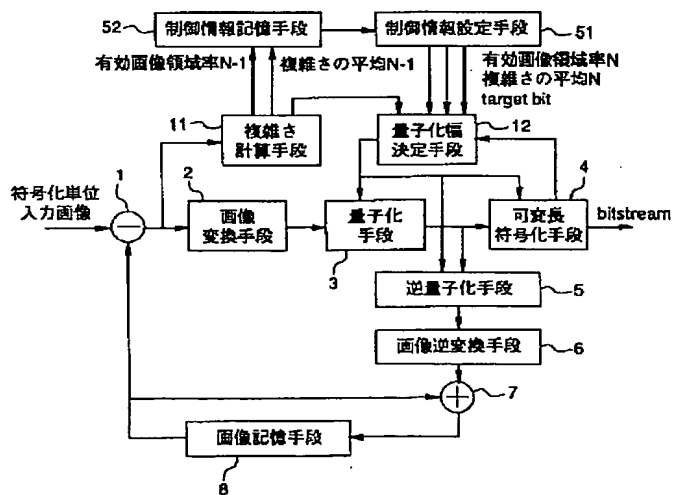 52
制御情報記憶手段
制御情報設定手段
51
有効画像領域率N-1
複雑さの平均N-1
有効画像領域率N
複雑さの平均N
target bit
11
複雑さ
計算手段
量子化幅
決定手段
12
符号化単位
入力画像
1
2
画像
変換手段
量子化
手段
3
4
可変長
符号化手段
bitstream
逆量子化手段
5
画像逆変換手段
6
7
画像記憶手段
8